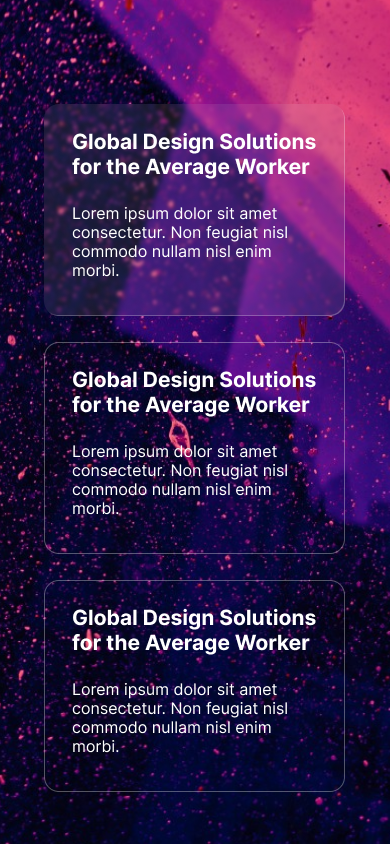 Global Design Solutions
for the Average Worker
Lorem ipsum dolor sit amet
consectetur. Non feugiat nisl
commodo nullam nisl enim
morbi.
Global Design Solutions
for the Average Worker
Lorem ipsum dolor sit amet
consectetur. Non feugiat nisl
commodo nullam nisl enim
morbi.
Global Design Solutions
for the Average Worker
Lorem ipsum dolor sit amet
consectetur. Non feugiat nisl
commodo nullam nisl enim
morbi.